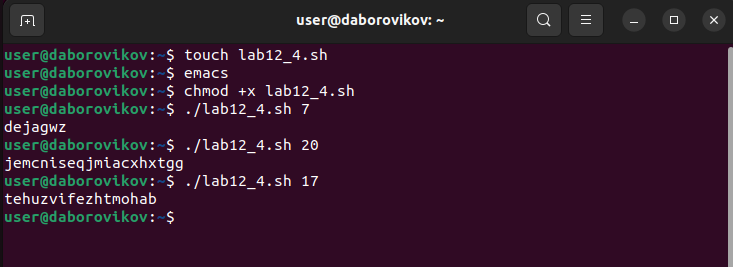 user@daborovikov: ~
user@daborovikov:~$ touch lab12_4.sh
user@daborovikov:~$ emacs
user@daborovikov:~$ chmod +x lab12_4.sh
user@daborovikov:~$ ./lab12_4.sh 7
dejagwz
user@daborovikov:~$ ./lab12_4.sh 20
jemcniseqjmiacxhxtgg
user@daborovikov:~$ ./lab12_4.sh 17
tehuzvifezhtmohab
user@daborovikov:~$